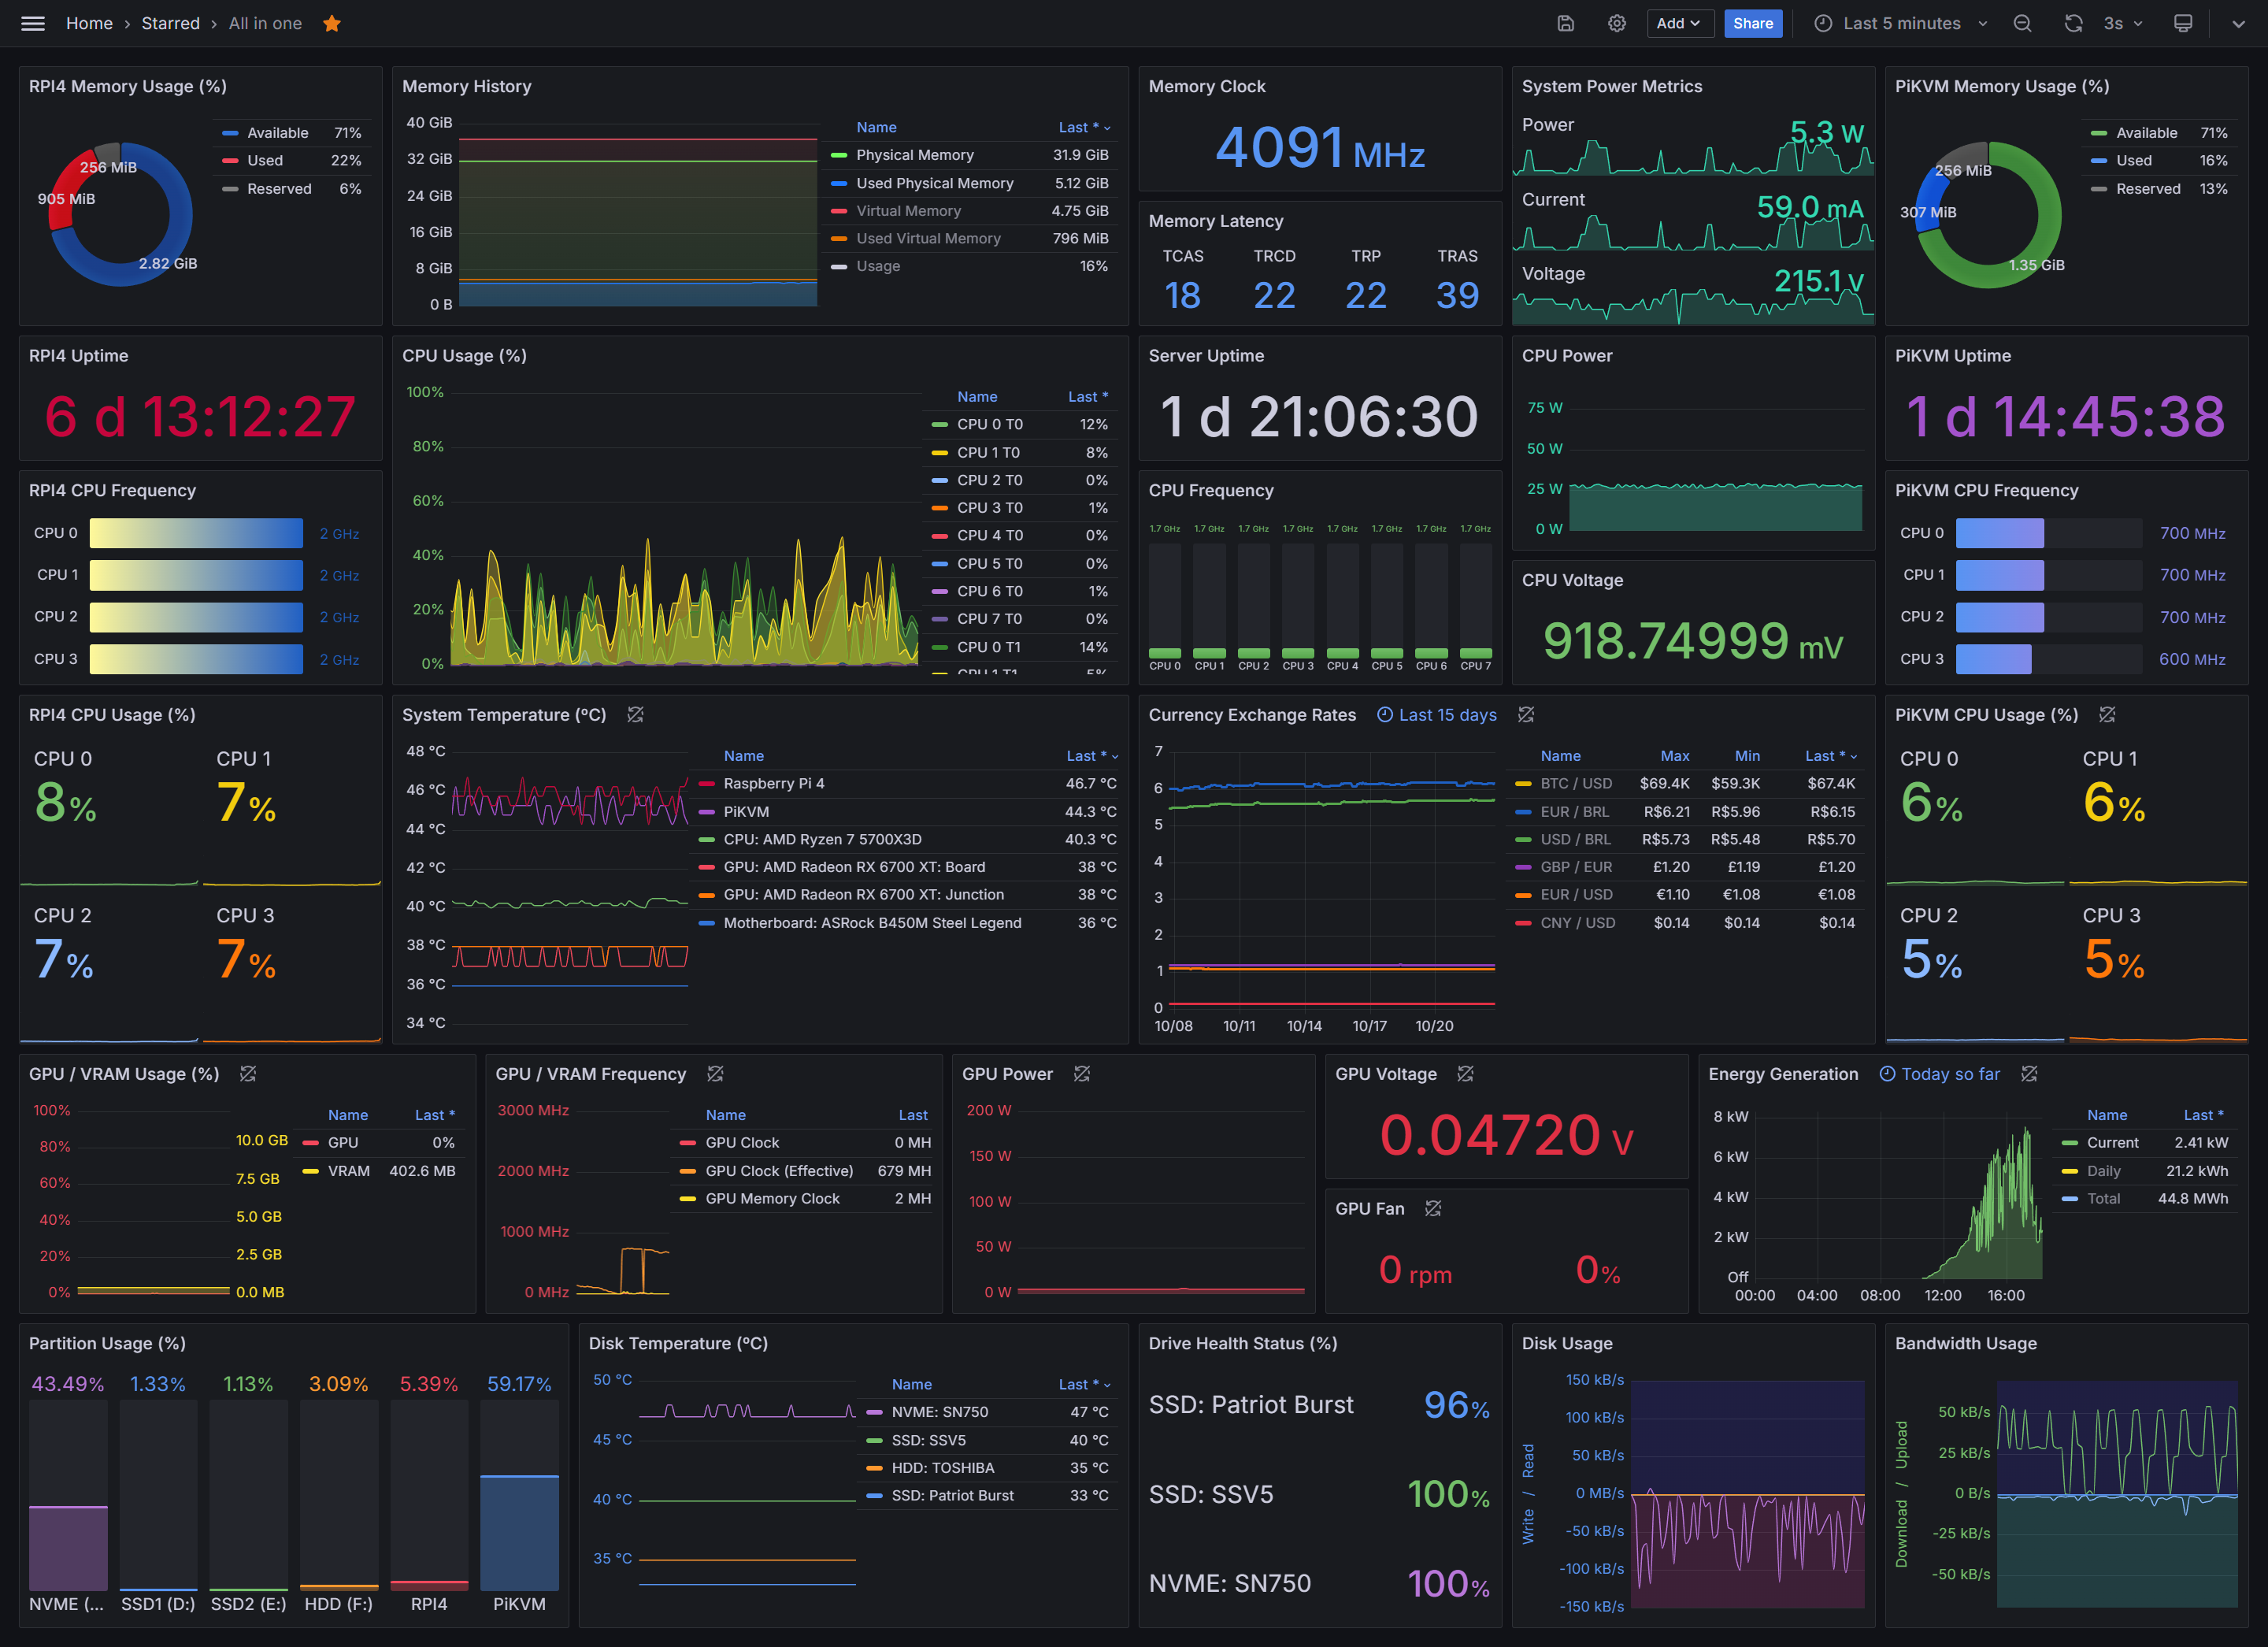 Home › Starred › All in one
Add
Share
Last 5 minutes
3s
RPI4 Memory Usage (%)
Available 71%
Used 22%
Reserved 6%
256 MiB
905 MiB
2.82 GiB
Memory History
40 GiB
32 GiB
24 GiB
16 GiB
8 GiB
0 B
Name Last *
Physical Memory 31.9 GiB
Used Physical Memory 5.12 GiB
Virtual Memory 4.75 GiB
Used Virtual Memory 796 MiB
Usage 16%
Memory Clock
4091 MHz
Memory Latency
TCAS TRCD TRP TRAS
18 22 22 39
System Power Metrics
Power
5.3 W
Current
59.0 mA
Voltage
215.1 V
PiKVM Memory Usage (%)
Available 71%
Used 16%
Reserved 13%
256 MiB
307 MiB
1.35 GiB
RPI4 Uptime
6 d 13:12:27
RPI4 CPU Frequency
CPU 0 2 GHz
CPU 1 2 GHz
CPU 2 2 GHz
CPU 3 2 GHz
CPU Usage (%)
100%
80%
60%
40%
20%
0%
Name Last *
CPU 0 T0 12%
CPU 1 T0 8%
CPU 2 T0 0%
CPU 3 T0 1%
CPU 4 T0 0%
CPU 5 T0 0%
CPU 6 T0 1%
CPU 7 T0 0%
CPU 0 T1 14%
CPU 1 T1 5%
Server Uptime
1 d 21:06:30
CPU Frequency
1.7 GHz 1.7 GHz 1.7 GHz 1.7 GHz 1.7 GHz 1.7 GHz 1.7 GHz 1.7 GHz
CPU 0 CPU 1 CPU 2 CPU 3 CPU 4 CPU 5 CPU 6 CPU 7
CPU Power
75 W
50 W
25 W
0 W
CPU Voltage
918.74999 mV
PiKVM Uptime
1 d 14:45:38
PiKVM CPU Frequency
CPU 0 700 MHz
CPU 1 700 MHz
CPU 2 700 MHz
CPU 3 600 MHz
RPI4 CPU Usage (%)
CPU 0 CPU 1
8% 7%
CPU 2 CPU 3
7% 7%
System Temperature (ºC)
48 °C
46 °C
44 °C
42 °C
40 °C
38 °C
36 °C
34 °C
Name Last *
Raspberry Pi 4 46.7 °C
PiKVM 44.3 °C
CPU: AMD Ryzen 7 5700X3D 40.3 °C
GPU: AMD Radeon RX 6700 XT: Board 38 °C
GPU: AMD Radeon RX 6700 XT: Junction 38 °C
Motherboard: ASRock B450M Steel Legend 36 °C
Currency Exchange Rates Last 15 days
7
6
5
4
3
2
1
0
10/08 10/11 10/14 10/17 10/20
Name Max Min Last *
BTC / USD $69.4K $59.3K $67.4K
EUR / BRL R$6.21 R$5.96 R$6.15
USD / BRL R$5.73 R$5.48 R$5.70
GBP / EUR £1.20 £1.19 £1.20
EUR / USD €1.10 €1.08 €1.08
CNY / USD $0.14 $0.14 $0.14
PiKVM CPU Usage (%)
CPU 0 CPU 1
6% 6%
CPU 2 CPU 3
5% 5%
GPU / VRAM Usage (%)
100%
80%
60%
40%
20%
0%
10.0 GB
7.5 GB
5.0 GB
2.5 GB
0.0 MB
Name Last *
GPU 0%
VRAM 402.6 MB
GPU / VRAM Frequency
3000 MHz
2000 MHz
1000 MHz
0 MHz
Name Last
GPU Clock 0 MH
GPU Clock (Effective) 679 MH
GPU Memory Clock 2 MH
GPU Power
200 W
150 W
100 W
50 W
0 W
GPU Voltage
0.04720 V
GPU Fan
0 rpm 0%
Energy Generation Today so far
8 kW
6 kW
4 kW
2 kW
Off
00:00 04:00 08:00 12:00 16:00
Name Last *
Current 2.41 kW
Daily 21.2 kWh
Total 44.8 MWh
Partition Usage (%)
43.49% 1.33% 1.13% 3.09% 5.39% 59.17%
NVME (... SSD1 (D:) SSD2 (E:) HDD (F:) RPI4 PiKVM
Disk Temperature (ºC)
50 °C
45 °C
40 °C
35 °C
Name Last *
NVME: SN750 47 °C
SSD: SSV5 40 °C
HDD: TOSHIBA 35 °C
SSD: Patriot Burst 33 °C
Drive Health Status (%)
SSD: Patriot Burst 96%
SSD: SSV5 100%
NVME: SN750 100%
Disk Usage
Write / Read
150 kB/s
100 kB/s
50 kB/s
0 MB/s
-50 kB/s
-100 kB/s
-150 kB/s
Bandwidth Usage
Download / Upload
50 kB/s
25 kB/s
0 B/s
-25 kB/s
-50 kB/s